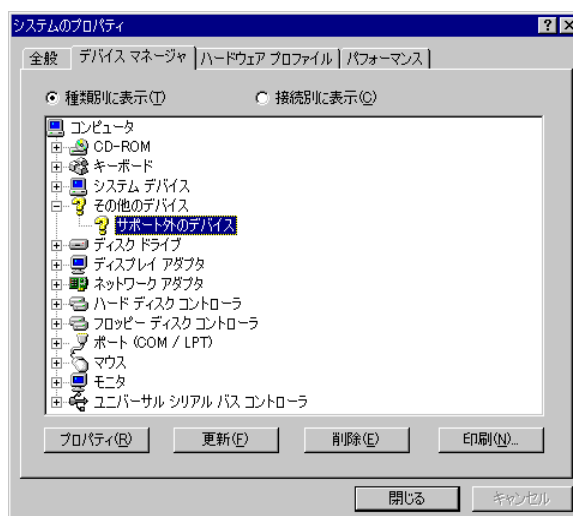 システムのプロパティ
全般 デバイス マネージャ ハードウェア プロファイル パフォーマンス
種類別に表示(T) 接続別に表示(C)
コンピュータ
CD-ROM
キーボード
システム デバイス
その他のデバイス
サポート外のデバイス
ディスク ドライブ
ディスプレイ アダプタ
ネットワーク アダプタ
ハード ディスク コントローラ
フロッピー ディスク コントローラ
ポート (COM / LPT)
マウス
モニタ
ユニバーサル シリアル バス コントローラ
プロパティ(R) 更新(F) 削除(E) 印刷(N)...
閉じる キャンセル